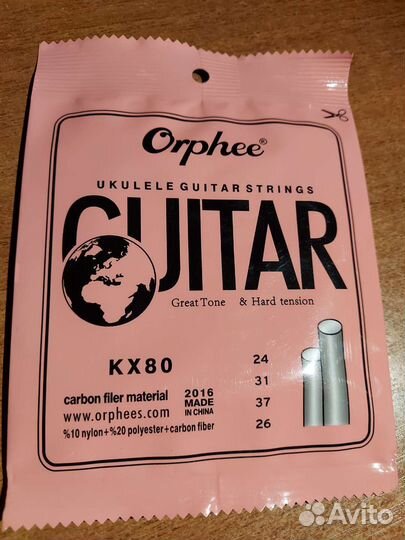 Orphee®
UKULELE GUITAR STRINGS
GUITAR
Great Tone & Hard tension
KX80
24
31
37
26
carbon filer material
www.orphees.com
2016
MADE
IN CHINA
%10 nylon+%20 polyester+carbon fiber
Avito